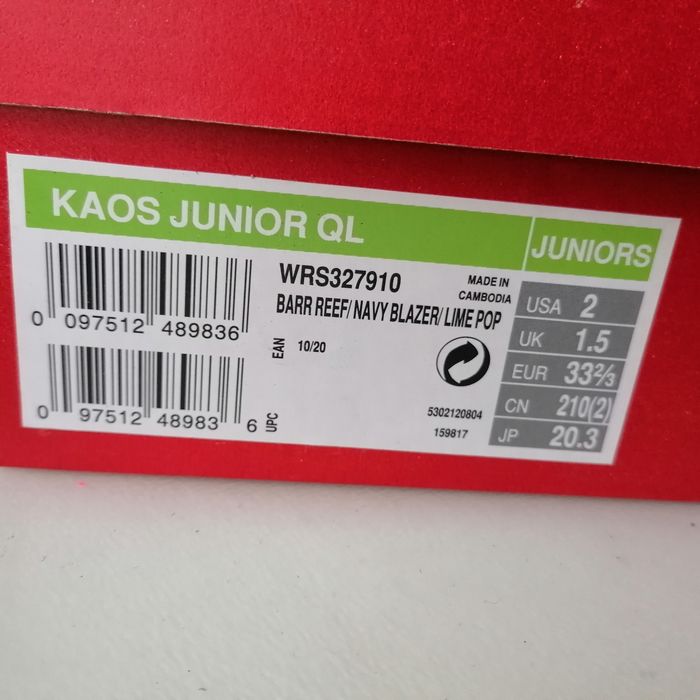 KAOS JUNIOR QL
JUNIORS
WRS327910
MADE IN
CAMBODIA
BARR REEF/ NAVY BLAZER/ LIME POP
0 097512 489836
EAN
10/20
0 97512 48983 6
UPC
5302120804
159817
USA 2
UK 1.5
EUR 33⅔
CN 210(2)
JP 20.3